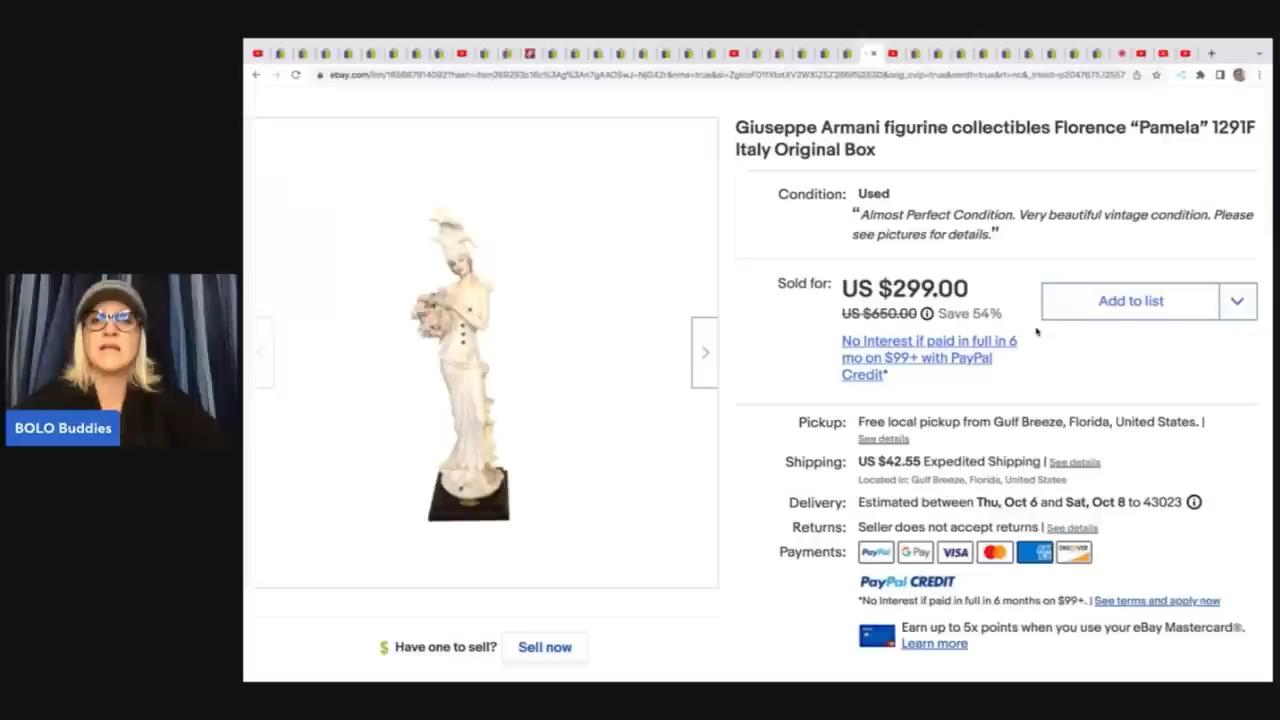 Giuseppe Armani figurine collectibles Florence “Pamela” 1291F
Italy Original Box
Condition: Used
“Almost Perfect Condition. Very beautiful vintage condition. Please
see pictures for details.”
Sold for: US $299.00
Add to list
US $650.00 Save 54%
No Interest if paid in full in 6
mo on $99+ with PayPal
Credit*
Pickup: Free local pickup from Gulf Breeze, Florida, United States. |
See details
Shipping: US $42.55 Expedited Shipping | See details
Located in: Gulf Breeze, Florida, United States
Delivery: Estimated between Thu, Oct 6 and Sat, Oct 8 to 43023
Returns: Seller does not accept returns | See details
Payments: PayPal G Pay VISA MasterCard DISCOVER
PayPal CREDIT
*No Interest if paid in full in 6 months on $99+. | See terms and apply now
Earn up to 5x points when you use your eBay Mastercard®.
Learn more
$ Have one to sell? Sell now
BOLO Buddies